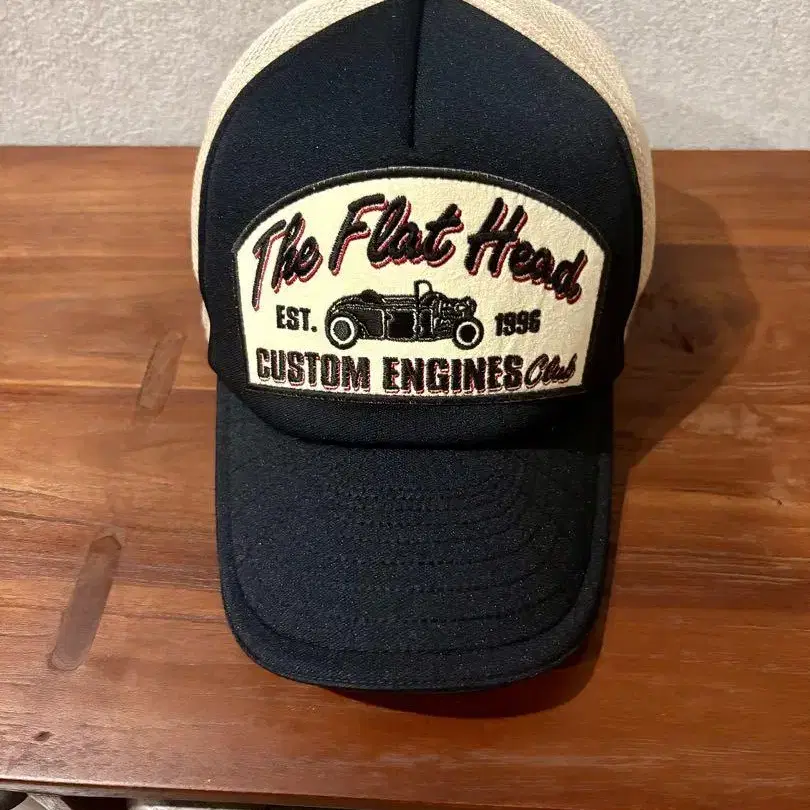 The Flat Head
EST. 1996
CUSTOM ENGINES Club